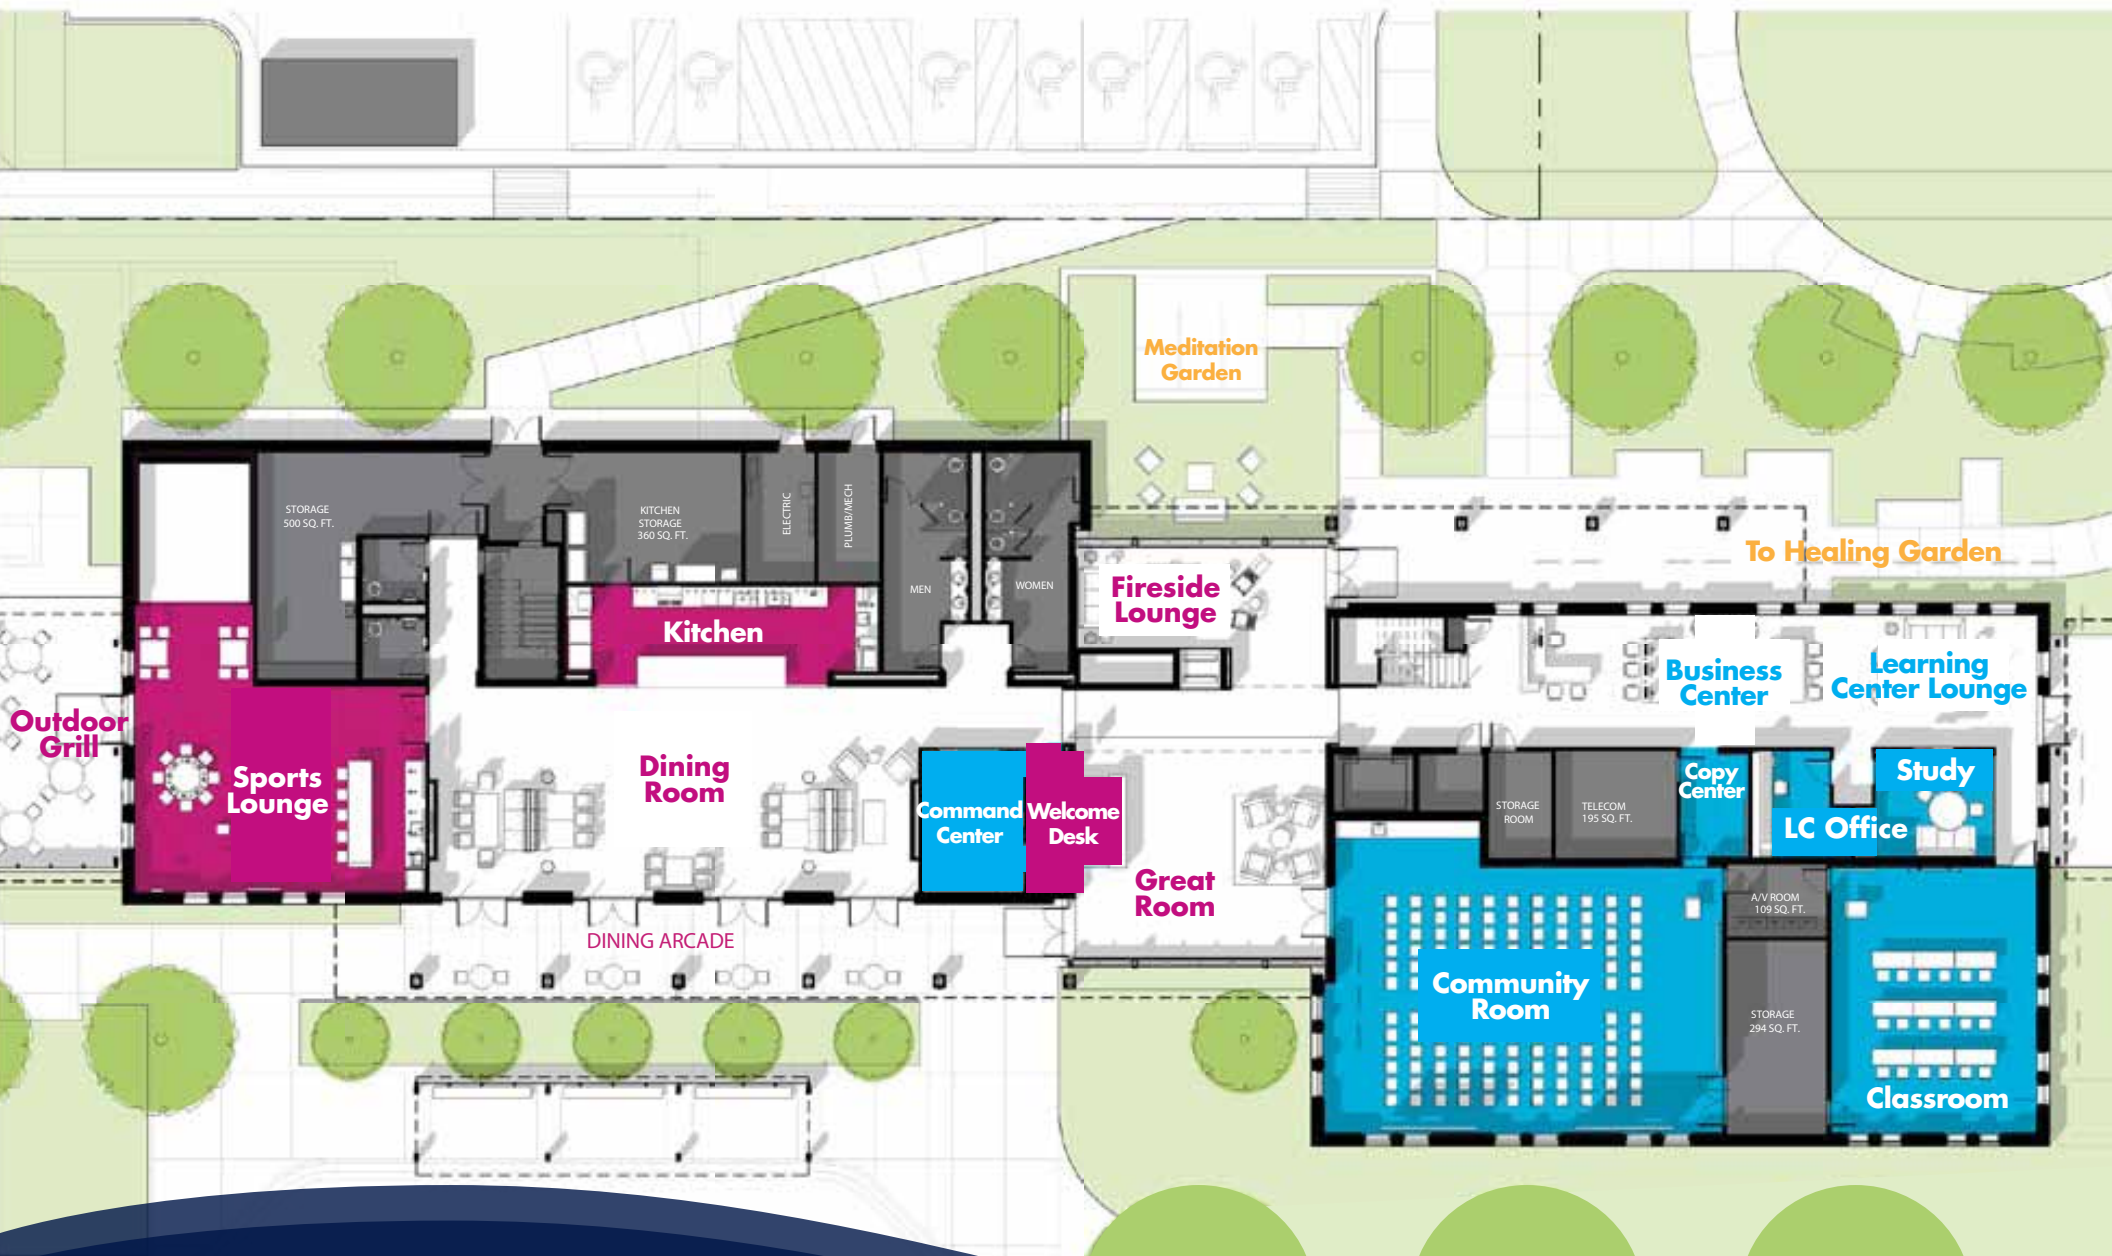 Meditation
Garden
STORAGE
500 SQ. FT.
KITCHEN
STORAGE
360 SQ. FT.
ELECTRIC
PLUMB/MECH
MEN
WOMEN
To Healing Garden
Fireside
Lounge
Kitchen
Business
Center
Learning
Center Lounge
Outdoor
Grill
Sports
Lounge
Dining
Room
Command
Center
Welcome
Desk
Great
Room
STORAGE
ROOM
TELECOM
195 SQ. FT.
Copy
Center
Study
LC Office
A/V ROOM
109 SQ. FT.
DINING ARCADE
Community
Room
STORAGE
294 SQ. FT.
Classroom